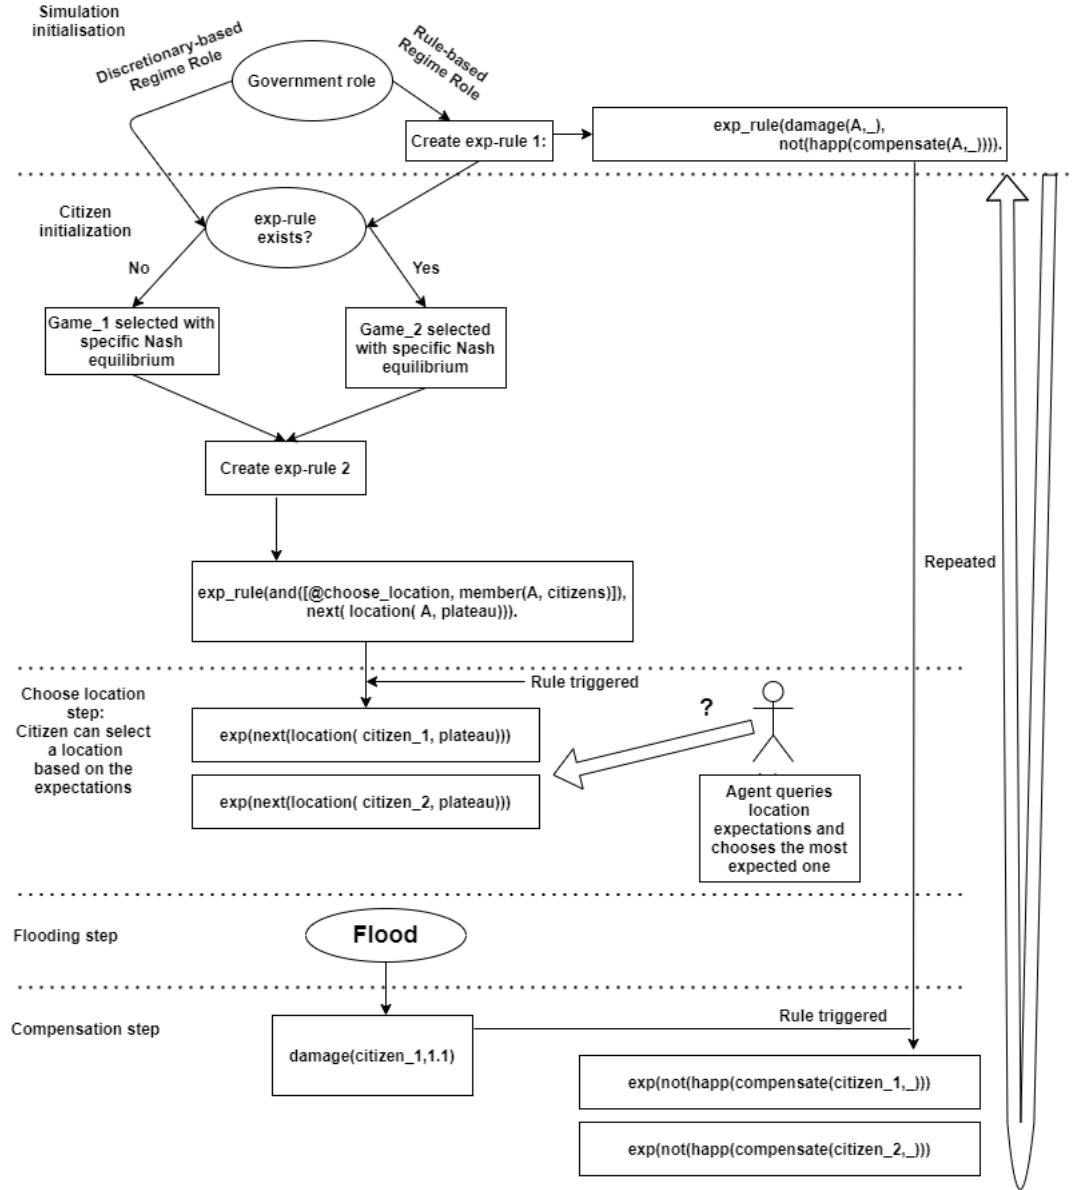 Simulation
initialisation
Discretionary-based
Regime Role
Government role
Rule-based
Regime Role
Create exp-rule 1:
exp_rule(damage(A,_),
not(happ(compensate(A,_)))).
Citizen
initialization
exp-rule
exists?
No
Yes
Game_1 selected with
specific Nash
equilibrium
Game_2 selected
with specific Nash
equilibrium
Create exp-rule 2
Repeated
exp_rule(and([@choose_location, member(A, citizens)]),
next( location( A, plateau))).
Choose location
step:
Citizen can select
a location
based on the
expectations
Rule triggered
exp(next(location( citizen_1, plateau)))
exp(next(location( citizen_2, plateau)))
?
Agent queries
location
expectations and
chooses the most
expected one
Flooding step
Flood
Compensation step
damage(citizen_1,1.1)
Rule triggered
exp(not(happ(compensate(citizen_1,_)))
exp(not(happ(compensate(citizen_2,_)))